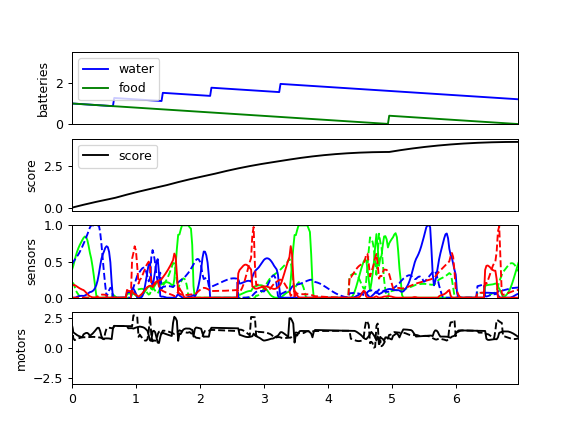 batteries
2
0
water
food
score
2.5
0.0
score
sensors
1.0
0.5
0.0
motors
2.5
0.0
−2.5
0 1 2 3 4 5 6